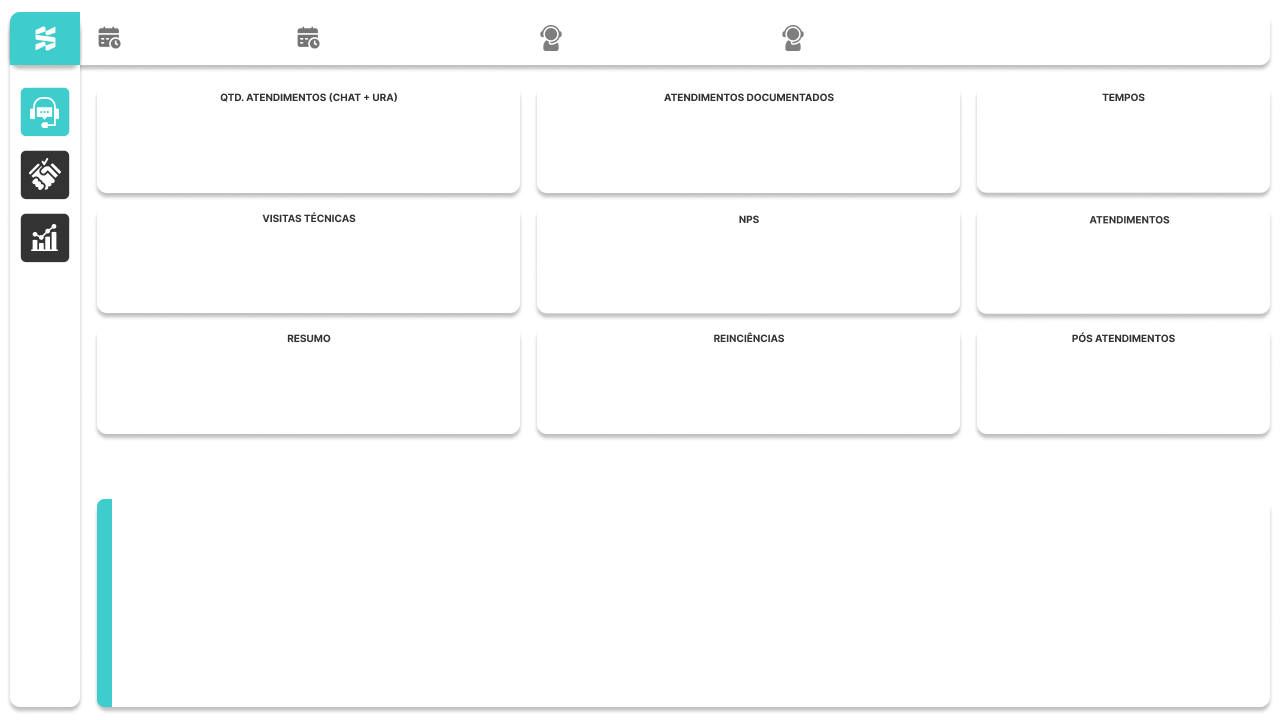 QTD. ATENDIMENTOS (CHAT + URA)
ATENDIMENTOS DOCUMENTADOS
TEMPOS
VISITAS TÉCNICAS
NPS
ATENDIMENTOS
RESUMO
REINCIÊNCIAS
PÓS ATENDIMENTOS